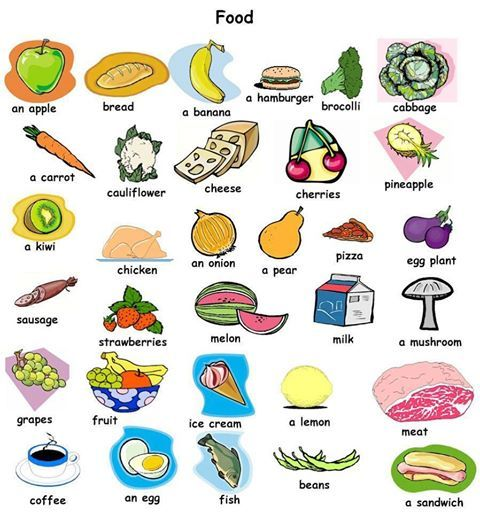 Food
an apple
bread
a banana
a hamburger
brocolli
cabbage
a carrot
cauliflower
cheese
cherries
pineapple
a kiwi
chicken
an onion
a pear
pizza
egg plant
sausage
strawberries
melon
milk
a mushroom
grapes
fruit
ice cream
a lemon
meat
coffee
an egg
fish
beans
a sandwich